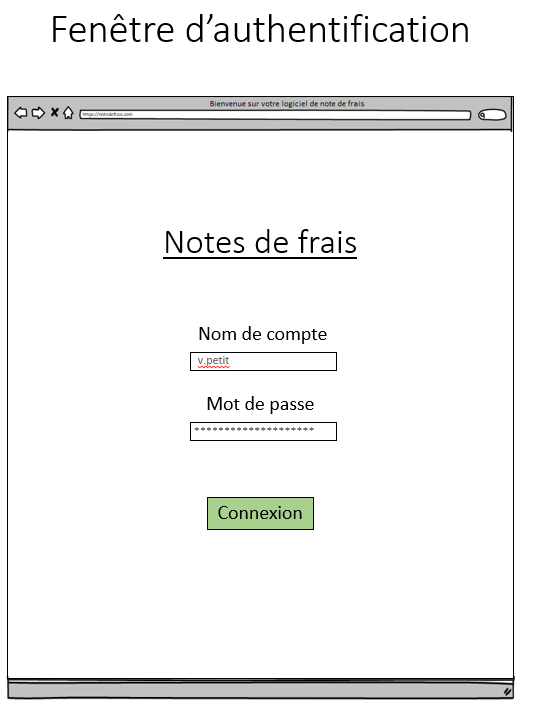 Fenêtre d’authentification
Bienvenue sur votre logiciel de note de frais
https://notedefrais.com
Notes de frais
Nom de compte
v.petit
Mot de passe
********************
Connexion